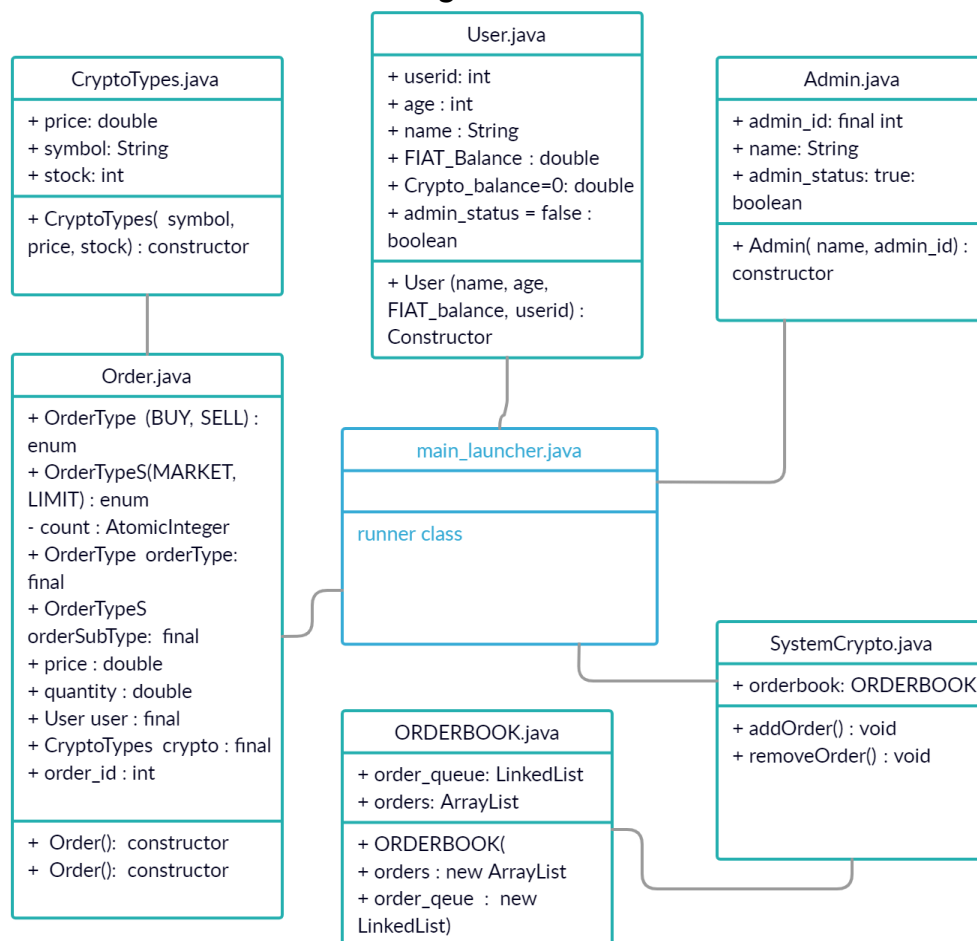 User.java
+ userid: int
+ age : int
+ name : String
+ FIAT_Balance : double
+ Crypto_balance=0: double
+ admin_status = false :
boolean
+ User (name, age,
FIAT_balance, userid) :
Constructor
CryptoTypes.java
+ price: double
+ symbol: String
+ stock: int
+ CryptoTypes( symbol,
price, stock) : constructor
Admin.java
+ admin_id: final int
+ name: String
+ admin_status: true:
boolean
+ Admin( name, admin_id) :
constructor
Order.java
+ OrderType (BUY, SELL) :
enum
+ OrderTypeS(MARKET,
LIMIT) : enum
- count : AtomicInteger
+ OrderType orderType:
final
+ OrderTypeS
orderSubType: final
+ price : double
+ quantity : double
+ User user : final
+ CryptoTypes crypto : final
+ order_id : int
+ Order(): constructor
+ Order(): constructor
main_launcher.java
runner class
SystemCrypto.java
+ orderbook: ORDERBOOK
+ addOrder() : void
+ removeOrder() : void
ORDERBOOK.java
+ order_queue: LinkedList
+ orders: ArrayList
+ ORDERBOOK(
+ orders : new ArrayList
+ order_qeue : new
LinkedList)